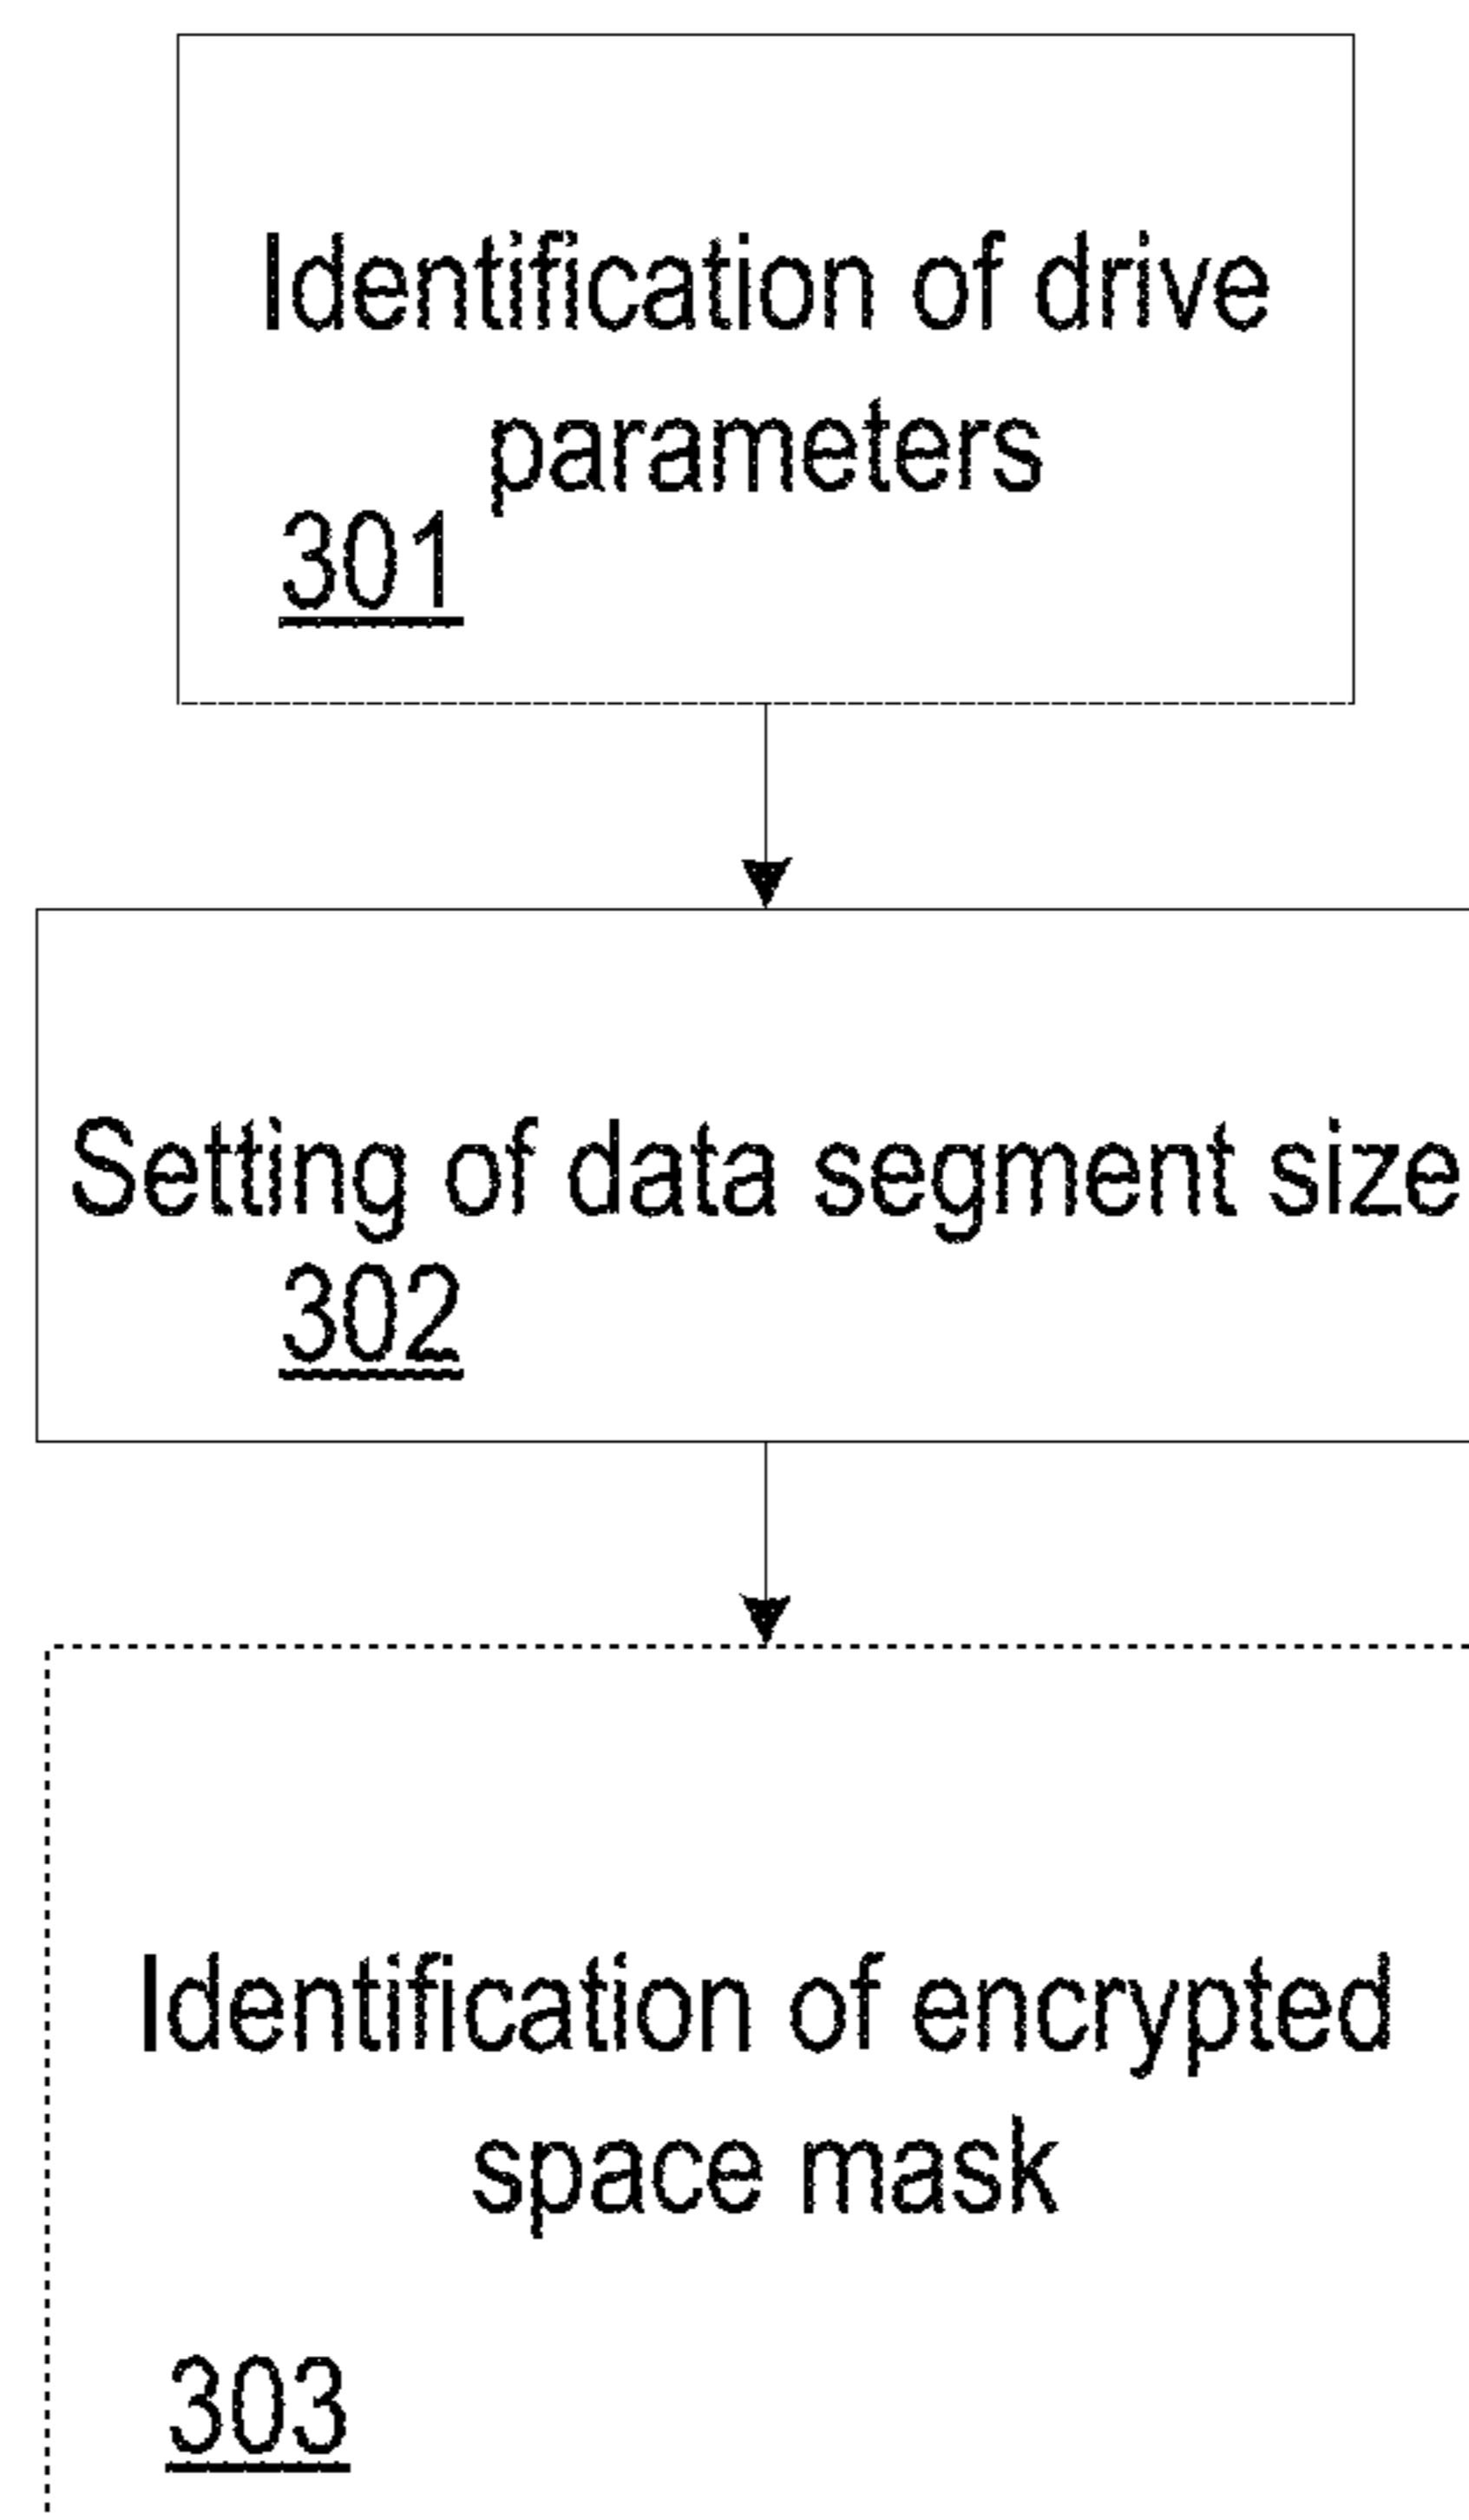 Identification of drive
parameters
301
Setting of data segment size
302
Identification of encrypted
space mask
303